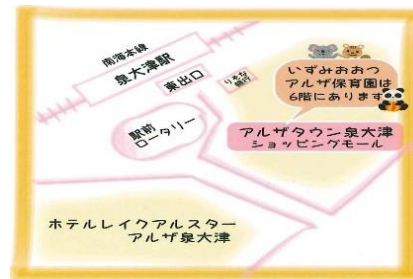 南海本線
泉大津駅
東出口
りそな
銀行
いずみおおつ
アルザ保育園は
6階にあります
駅前
ロータリー
アルザタウン泉大津
ショッピングモール
ホテルレイクアルスター
アルザ泉大津